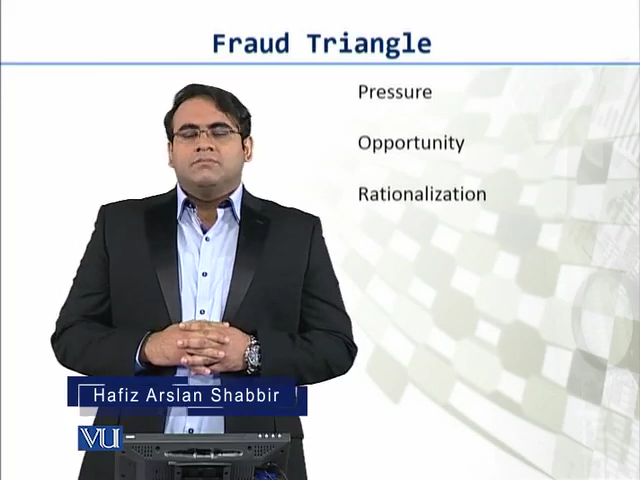 Fraud Triangle
Pressure
Opportunity
Rationalization
Hafiz Arslan Shabbir
VU